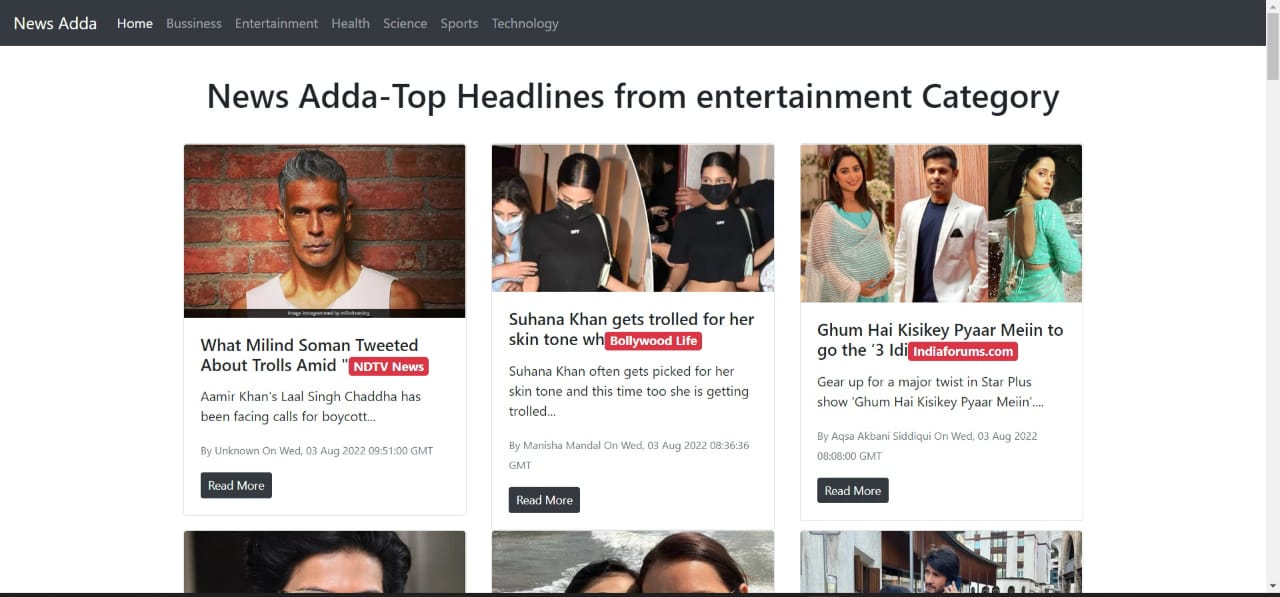 News Adda Home Bussiness Entertainment Health Science Sports Technology
News Adda-Top Headlines from entertainment Category
What Milind Soman Tweeted
About Trolls Amid " NDTV News
Aamir Khan's Laal Singh Chaddha has
been facing calls for boycott...
By Unknown On Wed, 03 Aug 2022 09:51:00 GMT
Read More
OFF
OFF
Suhana Khan gets trolled for her
skin tone wh Bollywood Life
Suhana Khan often gets picked for her
skin tone and this time too she is getting
trolled...
By Manisha Mandal On Wed, 03 Aug 2022 08:36:36
GMT
Read More
Ghum Hai Kisikey Pyaar Meiin to
go the ‘3 Idi Indiaforums.com
Gear up for a major twist in Star Plus
show ‘Ghum Hai Kisikey Pyaar Meiin’....
By Aqsa Akbani Siddiqui On Wed, 03 Aug 2022
08:08:00 GMT
Read More